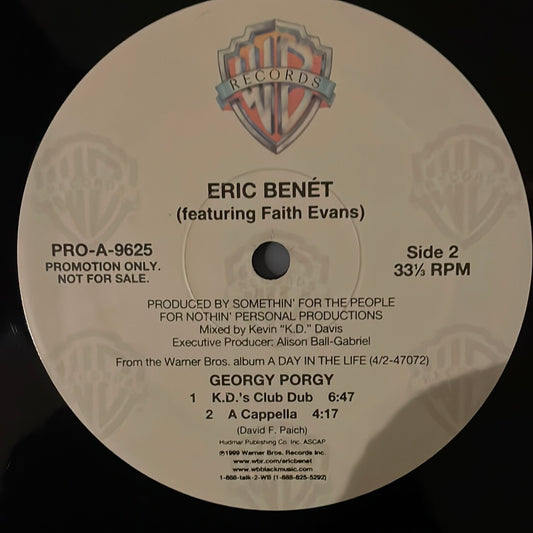 WB
RECORDS
ERIC BENÉT
(featuring Faith Evans)
PRO-A-9625
PROMOTION ONLY.
NOT FOR SALE.
Side 2
33⅓ RPM
PRODUCED BY SOMETHIN' FOR THE PEOPLE
FOR NOTHIN' PERSONAL PRODUCTIONS
Mixed by Kevin "K.D." Davis
Executive Producer: Alison Ball-Gabriel
From the Warner Bros. album A DAY IN THE LIFE (4/2-47072)
GEORGY PORGY
1 K.D.'s Club Dub 6:47
2 A Cappella 4:17
(David F. Paich)
Hudmar Publishing Co. Inc. ASCAP
℗1999 Warner Bros. Records Inc.
www.wbr.com/ericbenet
www.wbblackmusic.com
1-888-talk-2-WB (1-888-825-5292)